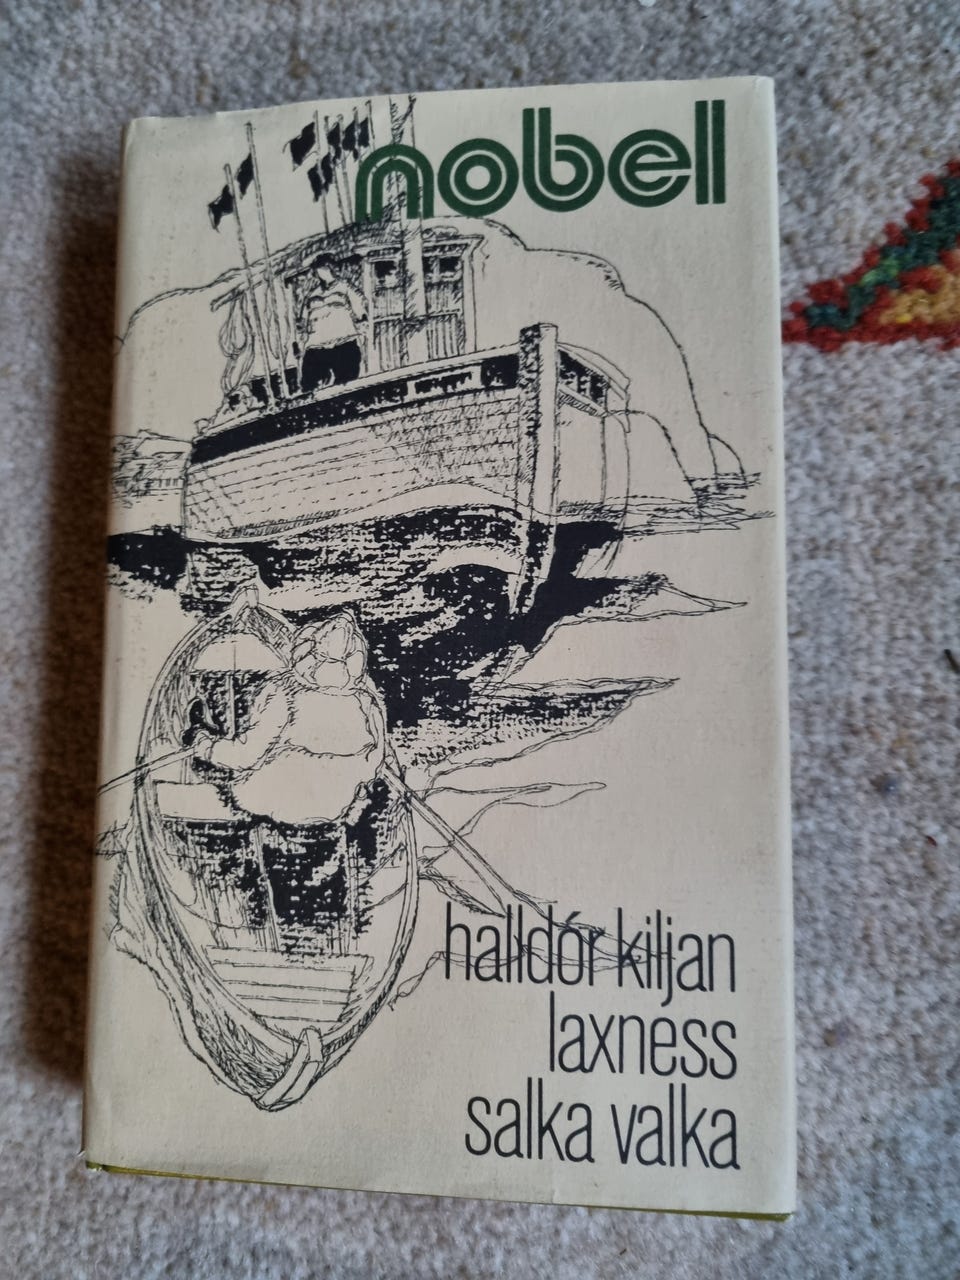 nobel
halldór kiljan
laxness
salka valka